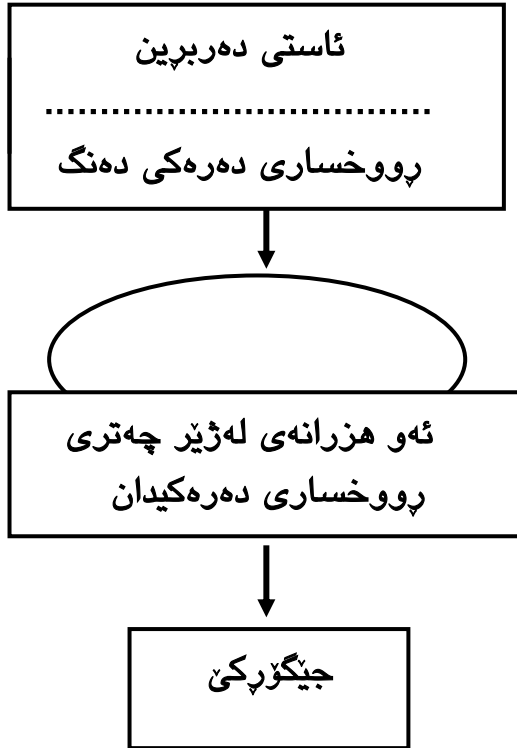 ئاستی دەربڕین
....................................
ڕووخساری دەرەکی دەنگ
ئەو هزرانەی لەژێر چەتری
ڕووخساری دەرەکیدان
جێگۆڕکێ